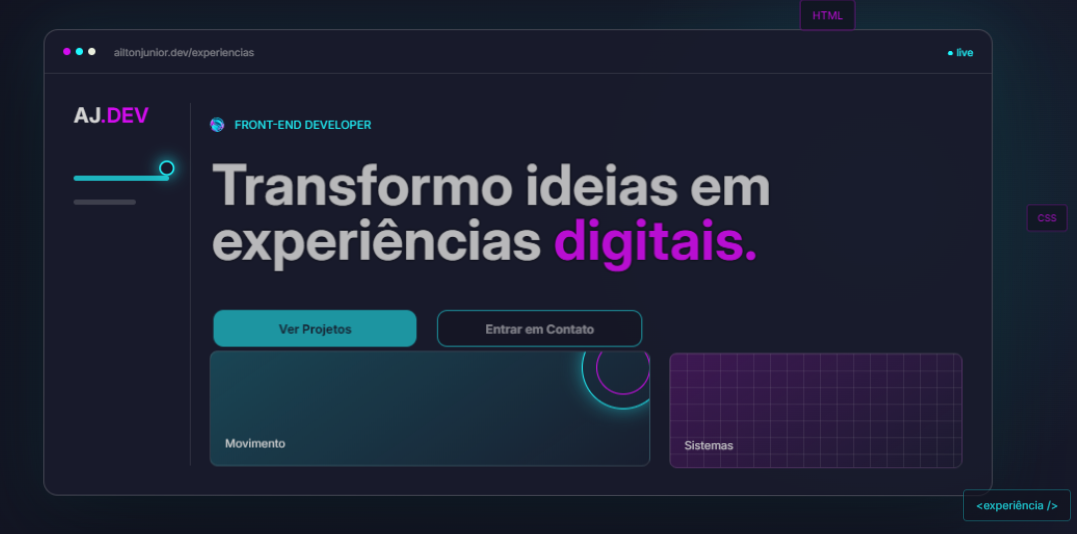 HTML
ailtonjunior.dev/experiencias
live
AJ.DEV
FRONT-END DEVELOPER
Transformo ideias em
experiências digitais.
CSS
Ver Projetos
Entrar em Contato
Movimento
Sistemas
<experiência />